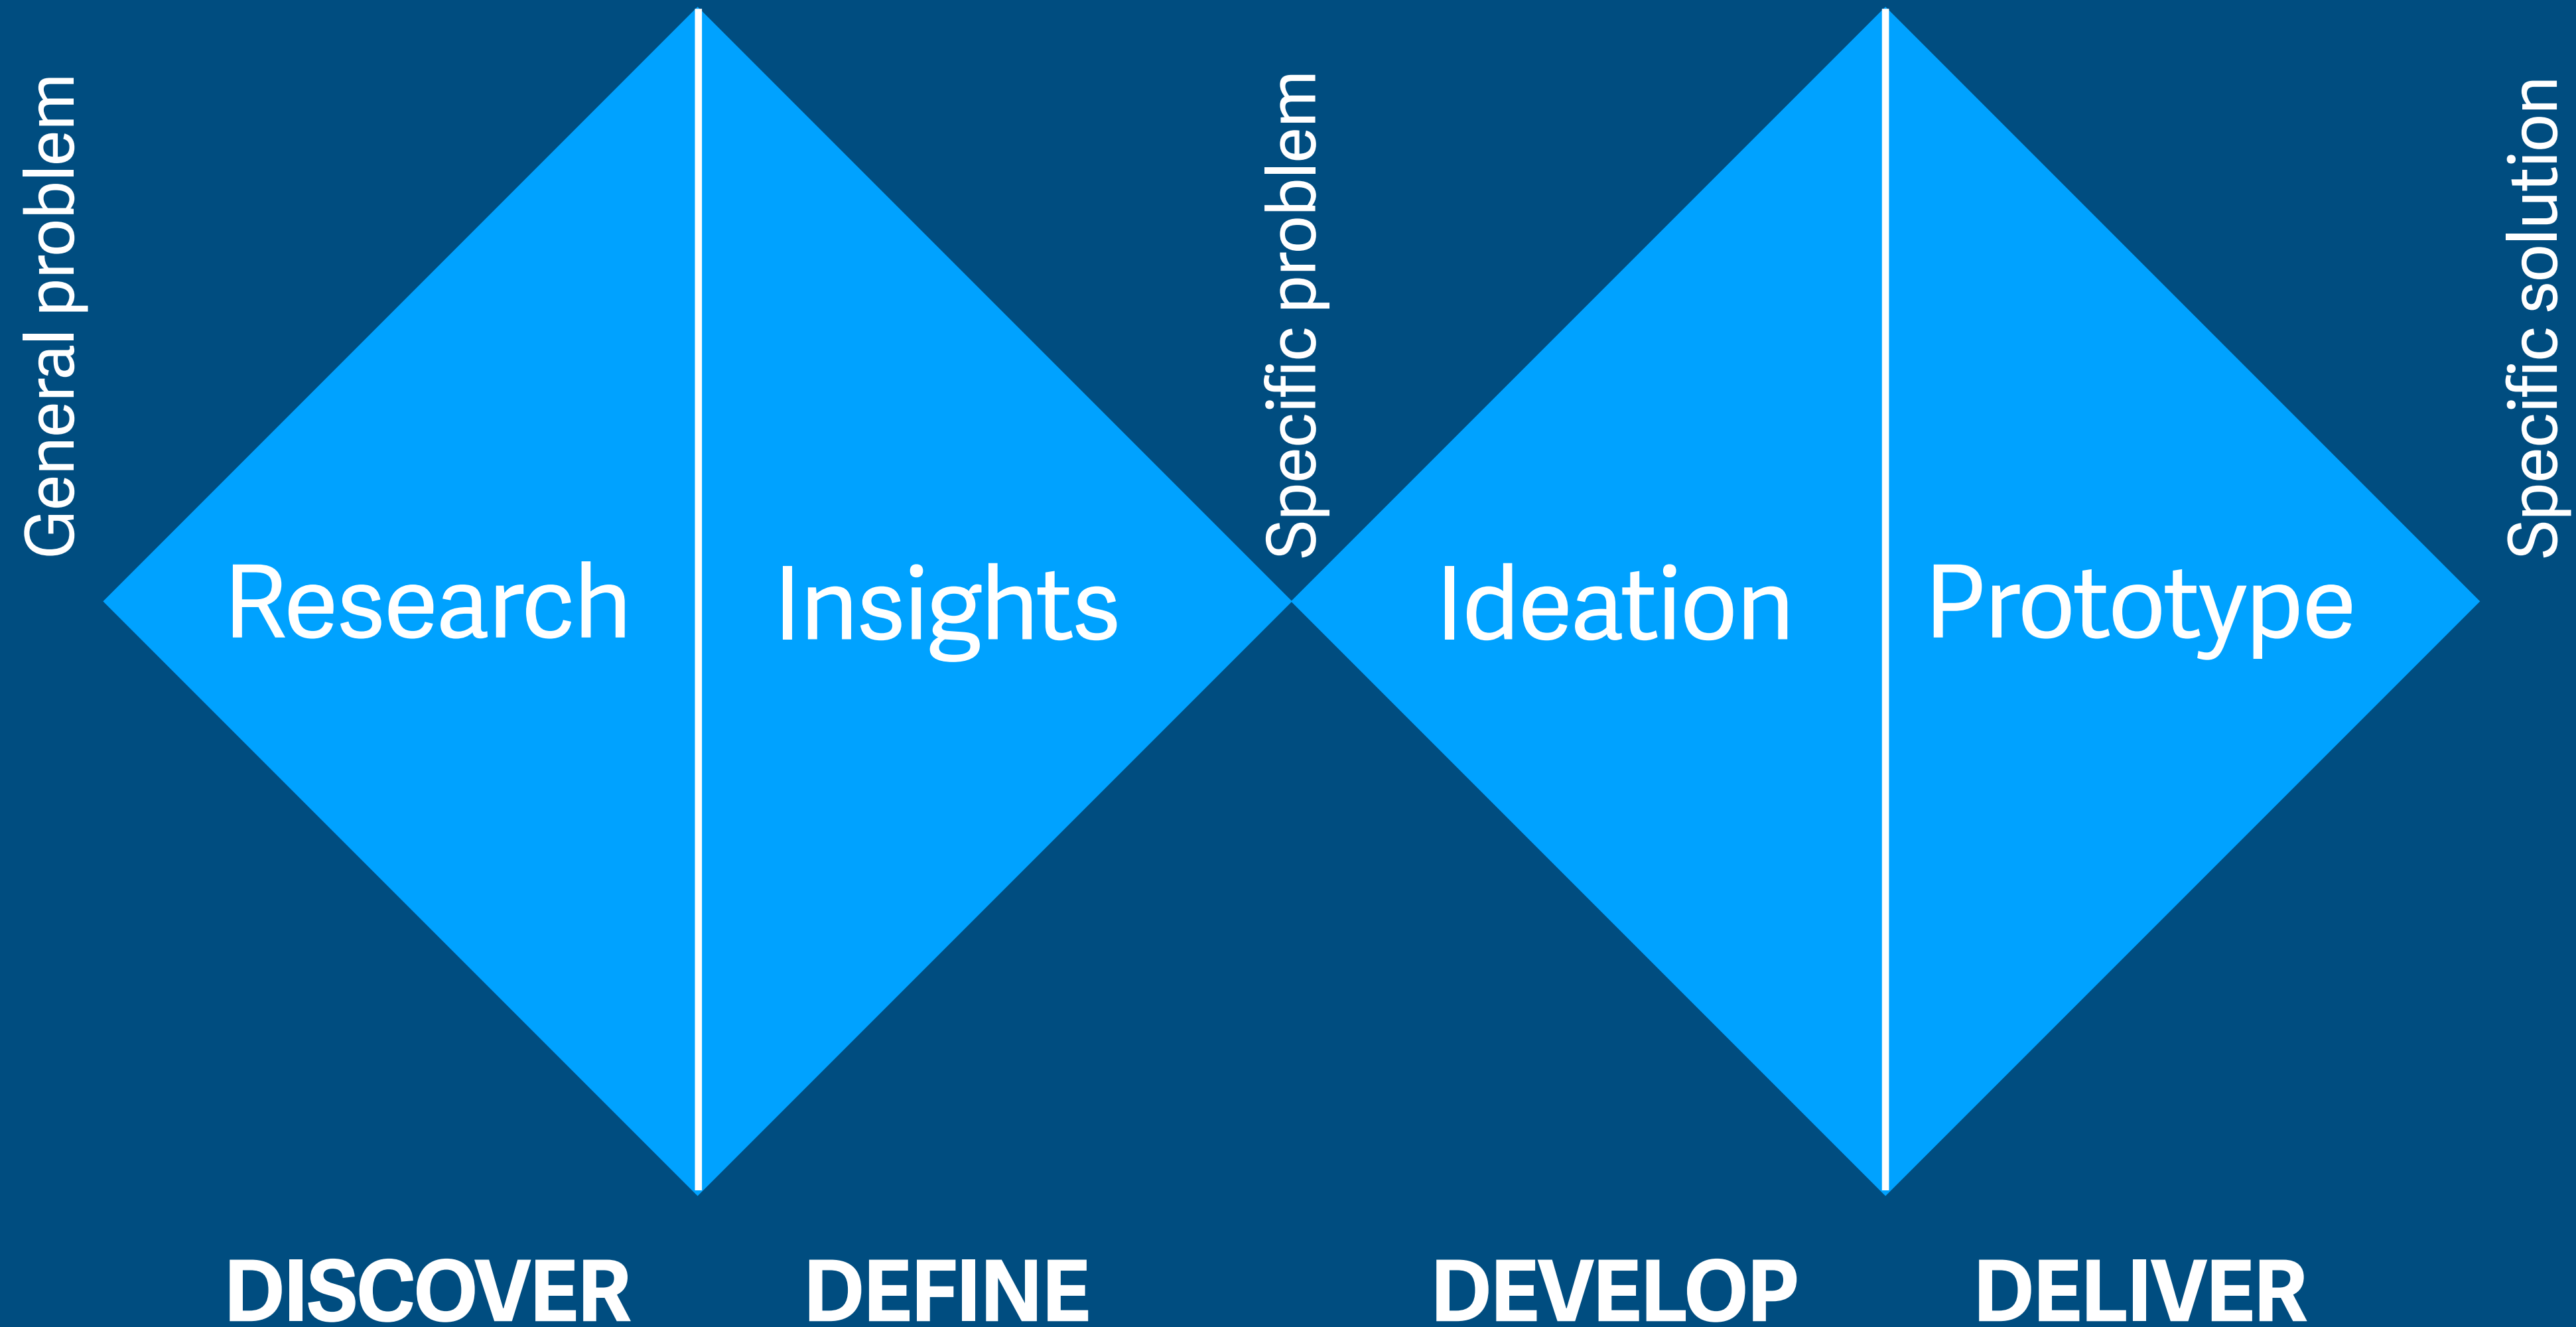 General problem
Specific problem
Specific solution
Research
Insights
Ideation
Prototype
DISCOVER
DEFINE
DEVELOP
DELIVER